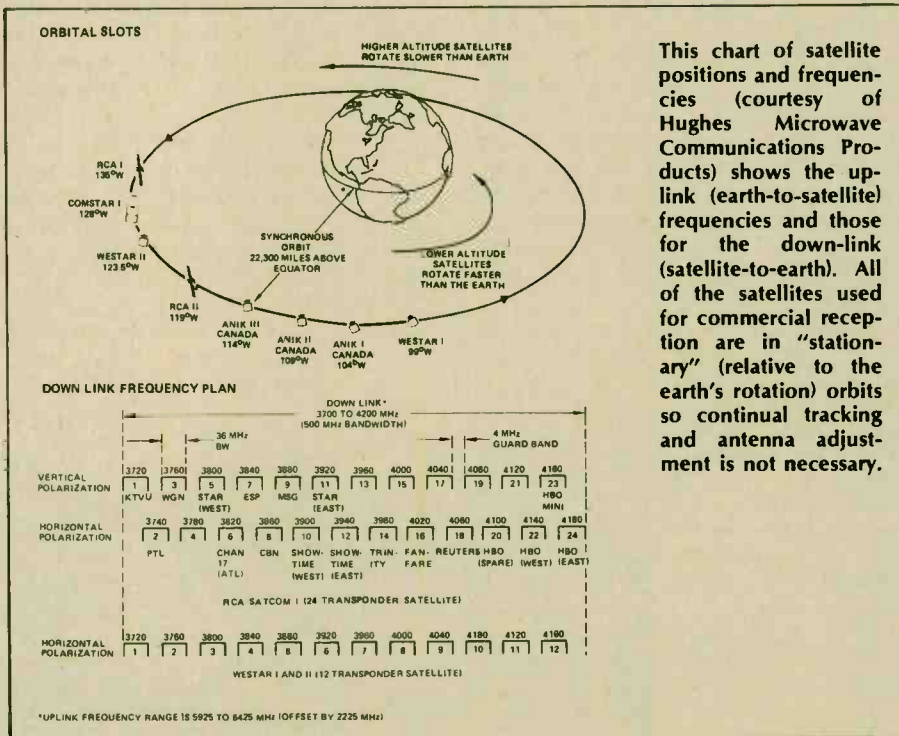 ORBITAL SLOTS
HIGHER ALTITUDE SATELLITES
ROTATE SLOWER THAN EARTH
RCA I
135°W
COMSTAR I
128°W
WESTAR II
123.5°W
RCA II
119°W
SYNCHRONOUS
ORBIT
22,300 MILES ABOVE
EQUATOR
LOWER ALTITUDE
SATELLITES
ROTATE FASTER
THAN THE EARTH
ANIK III
CANADA
114°W
ANIK II
CANADA
109°W
ANIK I
CANADA
104°W
WESTAR I
99°W
DOWN LINK FREQUENCY PLAN
DOWN LINK*
3700 TO 4200 MHz
(500 MHz BANDWIDTH)
36 MHz
BW
4 MHz
GUARD BAND
VERTICAL
POLARIZATION
3720 3760 3800 3840 3880 3920 3960 4000 4040 4080 4120 4160
1 3 5 7 9 11 13 15 17 19 21 23
KTVU WGN STAR (WEST) ESP MSG STAR (EAST) HBO MINI
HORIZONTAL
POLARIZATION
3740 3780 3820 3860 3900 3940 3980 4020 4060 4100 4140 4180
2 4 6 8 10 12 14 16 18 20 22 24
PTL CHAN 17 (ATL) CBN SHOW-TIME (WEST) SHOW-TIME (EAST) TRIN-ITY FAN-FARE REUTERS HBO (SPARE) HBO (WEST) HBO (EAST)
RCA SATCOM I (24 TRANSPONDER SATELLITE)
HORIZONTAL
POLARIZATION
3720 3760 3800 3840 3880 3920 3960 4000 4040 4180 4120 4160
1 2 3 4 5 6 7 8 9 10 11 12
WESTAR I AND II (12 TRANSPONDER SATELLITE)
*UPLINK FREQUENCY RANGE IS 5925 TO 6425 MHz (OFFSET BY 2225 MHz)
This chart of satellite
positions and frequen-
cies (courtesy of
Hughes Microwave
Communications Pro-
ducts) shows the up-
link (earth-to-satellite)
frequencies and those
for the down-link
(satellite-to-earth). All
of the satellites used
for commercial recep-
tion are in "station-
ary" (relative to the
earth's rotation) orbits
so continual tracking
and antenna adjust-
ment is not necessary.